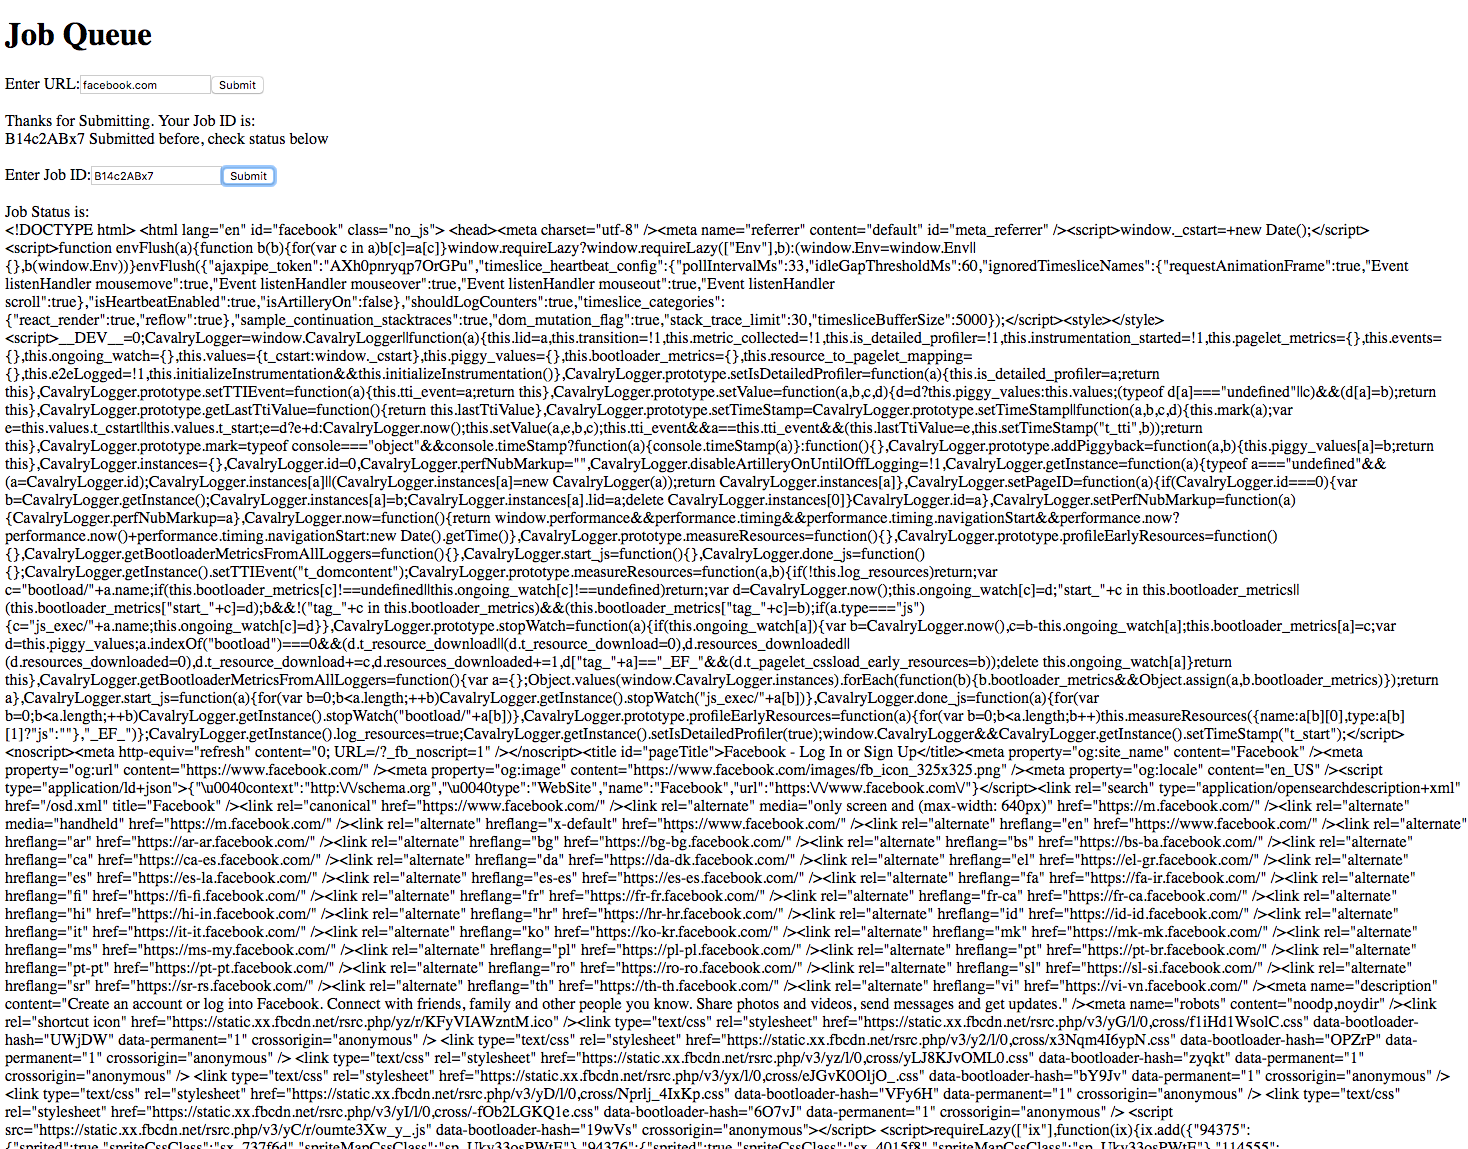 Job Queue
Enter URL: facebook.com Submit
Thanks for Submitting. Your Job ID is:
B14c2ABx7 Submitted before, check status below
Enter Job ID: B14c2ABx7 Submit
Job Status is:
<!DOCTYPE html> <html lang="en" id="facebook" class="no_js"> <head><meta charset="utf-8" /><meta name="referrer" content="default" id="meta_referrer" /><script>window._cstart=+new Date();</script>
<script>function envFlush(a){function b(b){for(var c in a)b[c]=a[c]}window.requireLazy?window.requireLazy(["Env"],b):(window.Env=window.Env||
{},b(window.Env))}envFlush({"ajaxpipe_token":"AXh0pnryqp7OrGPu","timeslice_heartbeat_config":{"pollIntervalMs":33,"idleGapThresholdMs":60,"ignoredTimesliceNames":{"requestAnimationFrame":true,"Event
listenHandler mousemove":true,"Event listenHandler mouseover":true,"Event listenHandler mouseout":true,"Event listenHandler
scroll":true},"isHeartbeatEnabled":true,"isArtilleryOn":false},"shouldLogCounters":true,"timeslice_categories":
{"react_render":true,"reflow":true},"sample_continuation_stacktraces":true,"dom_mutation_flag":true,"stack_trace_limit":30,"timesliceBufferSize":5000});</script><style></style>
<script>__DEV__=0;CavalryLogger=window.CavalryLogger||function(a){this.lid=a,this.transition=!1,this.metric_collected=!1,this.is_detailed_profiler=!1,this.instrumentation_started=!1,this.pagelet_metrics={},this.events=
{},this.ongoing_watch={},this.values={t_cstart:window._cstart},this.piggy_values={},this.bootloader_metrics={},this.resource_to_pagelet_mapping=
{},this.e2eLogged=!1,this.initializeInstrumentation&&this.initializeInstrumentation()},CavalryLogger.prototype.setIsDetailedProfiler=function(a){this.is_detailed_profiler=a;return
this},CavalryLogger.prototype.setTTIEvent=function(a){this.tti_event=a;return this},CavalryLogger.prototype.setValue=function(a,b,c,d){d=d?this.piggy_values:this.values;(typeof d[a]==="undefined"||c)&&(d[a]=b);return
this},CavalryLogger.prototype.getLastTtiValue=function(){return this.lastTtiValue},CavalryLogger.prototype.setTimeStamp=CavalryLogger.prototype.setTimeStamp||function(a,b,c,d){this.mark(a);var
e=this.values.t_cstart||this.values.t_start;e=d?e+d:CavalryLogger.now();this.setValue(a,e,b,c);this.tti_event&&a==this.tti_event&&(this.lastTtiValue=e,this.setTimeStamp("t_tti",b));return
this},CavalryLogger.prototype.mark=typeof console==="object"&&console.timeStamp?function(a){console.timeStamp(a)}:function(){},CavalryLogger.prototype.addPiggyback=function(a,b){this.piggy_values[a]=b;return
this},CavalryLogger.instances={},CavalryLogger.id=0,CavalryLogger.perfNubMarkup="",CavalryLogger.disableArtilleryOnUntilOffLogging=!1,CavalryLogger.getInstance=function(a){typeof a==="undefined"&&
(a=CavalryLogger.id);CavalryLogger.instances[a]||(CavalryLogger.instances[a]=new CavalryLogger(a));return CavalryLogger.instances[a]},CavalryLogger.setPageID=function(a){if(CavalryLogger.id===0){var
b=CavalryLogger.getInstance();CavalryLogger.instances[a]=b;CavalryLogger.instances[a].lid=a;delete CavalryLogger.instances[0]}CavalryLogger.id=a},CavalryLogger.setPerfNubMarkup=function(a)
{CavalryLogger.perfNubMarkup=a},CavalryLogger.now=function(){return window.performance&&performance.timing&&performance.timing.navigationStart&&performance.now?
performance.now()+performance.timing.navigationStart:new Date().getTime()},CavalryLogger.prototype.measureResources=function(){},CavalryLogger.prototype.profileEarlyResources=function()
{},CavalryLogger.getBootloaderMetricsFromAllLoggers=function(){},CavalryLogger.start_js=function(){},CavalryLogger.done_js=function()
{};CavalryLogger.getInstance().setTTIEvent("t_domcontent");CavalryLogger.prototype.measureResources=function(a,b){if(!this.log_resources)return;var
c="bootload/"+a.name;if(this.bootloader_metrics[c]!==undefined||this.ongoing_watch[c]!==undefined)return;var d=CavalryLogger.now();this.ongoing_watch[c]=d;"start_"+c in this.bootloader_metrics||
(this.bootloader_metrics["start_"+c]=d);b&&!("tag_"+c in this.bootloader_metrics)&&(this.bootloader_metrics["tag_"+c]=b);if(a.type==="js")
{c="js_exec/"+a.name;this.ongoing_watch[c]=d}},CavalryLogger.prototype.stopWatch=function(a){if(this.ongoing_watch[a]){var b=CavalryLogger.now(),c=b-this.ongoing_watch[a];this.bootloader_metrics[a]=c;var
d=this.piggy_values;a.indexOf("bootload")===0&&(d.t_resource_download||(d.t_resource_download=0),d.resources_downloaded||
(d.resources_downloaded=0),d.t_resource_download+=c,d.resources_downloaded+=1,d["tag_"+a]=="_EF_"&&(d.t_pagelet_cssload_early_resources=b));delete this.ongoing_watch[a]}return
this},CavalryLogger.getBootloaderMetricsFromAllLoggers=function(){var a={};Object.values(window.CavalryLogger.instances).forEach(function(b){b.bootloader_metrics&&Object.assign(a,b.bootloader_metrics)});return
a},CavalryLogger.start_js=function(a){for(var b=0;b<a.length;++b)CavalryLogger.getInstance().stopWatch("js_exec/"+a[b])},CavalryLogger.done_js=function(a){for(var
b=0;b<a.length;++b)CavalryLogger.getInstance().stopWatch("bootload/"+a[b])},CavalryLogger.prototype.profileEarlyResources=function(a){for(var b=0;b<a.length;b++)this.measureResources({name:a[b][0],type:a[b]
[1]?"js":""},"_EF_")};CavalryLogger.getInstance().log_resources=true;CavalryLogger.getInstance().setIsDetailedProfiler(true);window.CavalryLogger&&CavalryLogger.getInstance().setTimeStamp("t_start");</script>
<noscript><meta http-equiv="refresh" content="0; URL=/?_fb_noscript=1" /></noscript><title id="pageTitle">Facebook - Log In or Sign Up</title><meta property="og:site_name" content="Facebook" /><meta
property="og:url" content="https://www.facebook.com/" /><meta property="og:image" content="https://www.facebook.com/images/fb_icon_325x325.png" /><meta property="og:locale" content="en_US" /><script
type="application/ld+json">{"\u0040context":"http:\/\/schema.org","\u0040type":"WebSite","name":"Facebook","url":"https:\/\/www.facebook.com\/"}</script><link rel="search" type="application/opensearchdescription+xml"
href="/osd.xml" title="Facebook" /><link rel="canonical" href="https://www.facebook.com/" /><link rel="alternate" media="only screen and (max-width: 640px)" href="https://m.facebook.com/" /><link rel="alternate"
media="handheld" href="https://m.facebook.com/" /><link rel="alternate" hreflang="x-default" href="https://www.facebook.com/" /><link rel="alternate" hreflang="en" href="https://www.facebook.com/" /><link rel="alternate"
hreflang="ar" href="https://ar-ar.facebook.com/" /><link rel="alternate" hreflang="bg" href="https://bg-bg.facebook.com/" /><link rel="alternate" hreflang="bs" href="https://bs-ba.facebook.com/" /><link rel="alternate"
hreflang="ca" href="https://ca-es.facebook.com/" /><link rel="alternate" hreflang="da" href="https://da-dk.facebook.com/" /><link rel="alternate" hreflang="el" href="https://el-gr.facebook.com/" /><link rel="alternate"
hreflang="es" href="https://es-la.facebook.com/" /><link rel="alternate" hreflang="es-es" href="https://es-es.facebook.com/" /><link rel="alternate" hreflang="fa" href="https://fa-ir.facebook.com/" /><link rel="alternate"
hreflang="fi" href="https://fi-fi.facebook.com/" /><link rel="alternate" hreflang="fr" href="https://fr-fr.facebook.com/" /><link rel="alternate" hreflang="fr-ca" href="https://fr-ca.facebook.com/" /><link rel="alternate"
hreflang="hi" href="https://hi-in.facebook.com/" /><link rel="alternate" hreflang="hr" href="https://hr-hr.facebook.com/" /><link rel="alternate" hreflang="id" href="https://id-id.facebook.com/" /><link rel="alternate"
hreflang="it" href="https://it-it.facebook.com/" /><link rel="alternate" hreflang="ko" href="https://ko-kr.facebook.com/" /><link rel="alternate" hreflang="mk" href="https://mk-mk.facebook.com/" /><link rel="alternate"
hreflang="ms" href="https://ms-my.facebook.com/" /><link rel="alternate" hreflang="pl" href="https://pl-pl.facebook.com/" /><link rel="alternate" hreflang="pt" href="https://pt-br.facebook.com/" /><link rel="alternate"
hreflang="pt-pt" href="https://pt-pt.facebook.com/" /><link rel="alternate" hreflang="ro" href="https://ro-ro.facebook.com/" /><link rel="alternate" hreflang="sl" href="https://sl-si.facebook.com/" /><link rel="alternate"
hreflang="sr" href="https://sr-rs.facebook.com/" /><link rel="alternate" hreflang="th" href="https://th-th.facebook.com/" /><link rel="alternate" hreflang="vi" href="https://vi-vn.facebook.com/" /><meta name="description"
content="Create an account or log into Facebook. Connect with friends, family and other people you know. Share photos and videos, send messages and get updates." /><meta name="robots" content="noodp,noydir" /><link
rel="shortcut icon" href="https://static.xx.fbcdn.net/rsrc.php/yz/r/KFyVIAWzntM.ico" /><link type="text/css" rel="stylesheet" href="https://static.xx.fbcdn.net/rsrc.php/v3/yG/l/0,cross/f1iHd1WsolC.css" data-bootloader-
hash="UWjDW" data-permanent="1" crossorigin="anonymous" /> <link type="text/css" rel="stylesheet" href="https://static.xx.fbcdn.net/rsrc.php/v3/y2/l/0,cross/x3Nqm4I6ypN.css" data-bootloader-hash="OPZrP" data-
permanent="1" crossorigin="anonymous" /> <link type="text/css" rel="stylesheet" href="https://static.xx.fbcdn.net/rsrc.php/v3/yz/l/0,cross/yLJ8KJvOML0.css" data-bootloader-hash="zyqkt" data-permanent="1"
crossorigin="anonymous" /> <link type="text/css" rel="stylesheet" href="https://static.xx.fbcdn.net/rsrc.php/v3/yx/l/0,cross/eJGvK0OljO_.css" data-bootloader-hash="bY9Jv" data-permanent="1" crossorigin="anonymous" />
<link type="text/css" rel="stylesheet" href="https://static.xx.fbcdn.net/rsrc.php/v3/yD/l/0,cross/Nprlj_4IxKp.css" data-bootloader-hash="VFy6H" data-permanent="1" crossorigin="anonymous" /> <link type="text/css"
rel="stylesheet" href="https://static.xx.fbcdn.net/rsrc.php/v3/yI/l/0,cross/-fOb2LGKQ1e.css" data-bootloader-hash="6O7vJ" data-permanent="1" crossorigin="anonymous" /> <script
src="https://static.xx.fbcdn.net/rsrc.php/v3/yC/r/oumte3Xw_y_.js" data-bootloader-hash="19wVs" crossorigin="anonymous"></script> <script>requireLazy(["ix"],function(ix){ix.add({"94375":